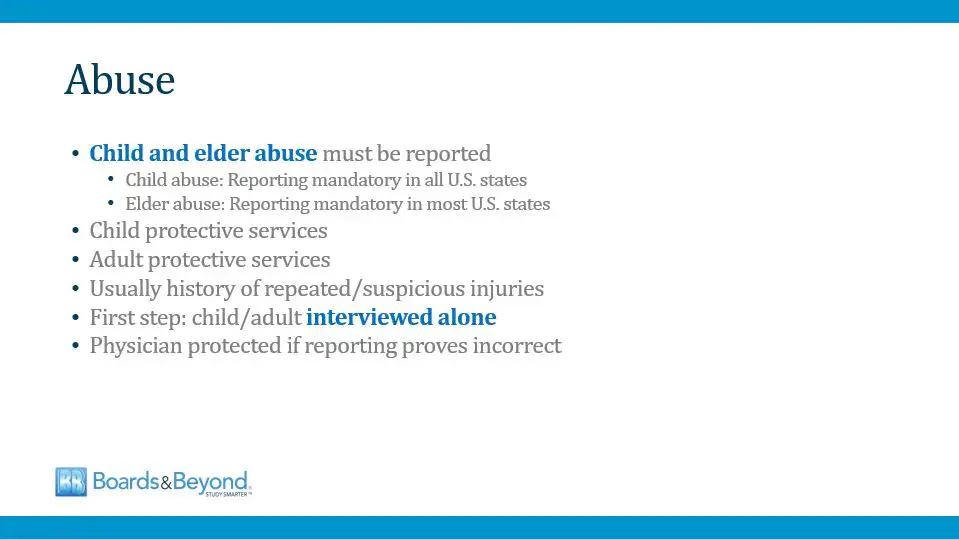 Abuse
• Child and elder abuse must be reported
• Child abuse: Reporting mandatory in all U.S. states
• Elder abuse: Reporting mandatory in most U.S. states
• Child protective services
• Adult protective services
• Usually history of repeated/suspicious injuries
• First step: child/adult interviewed alone
• Physician protected if reporting proves incorrect
BB Boards&Beyond®
STUDY SMARTER™